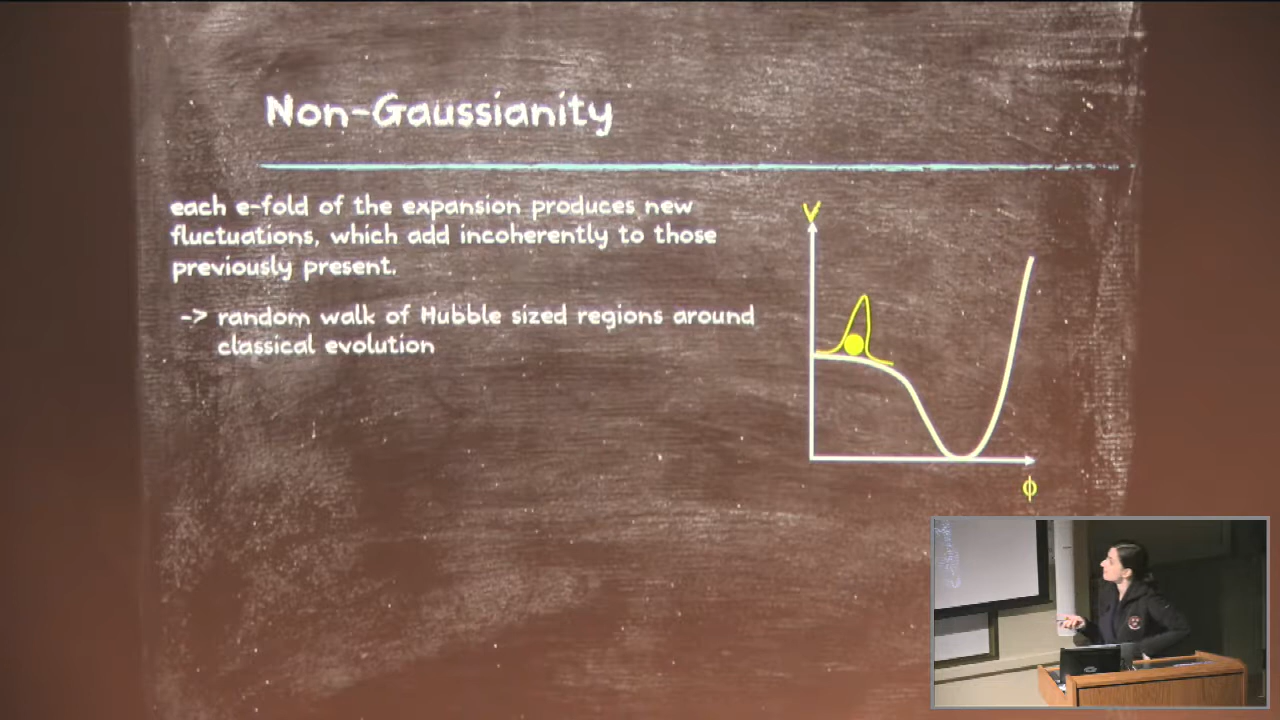 Non-Gaussianity
each e-fold of the expansion produces new
fluctuations, which add incoherently to those
previously present.
-> random walk of Hubble sized regions around
classical evolution
V
ϕ